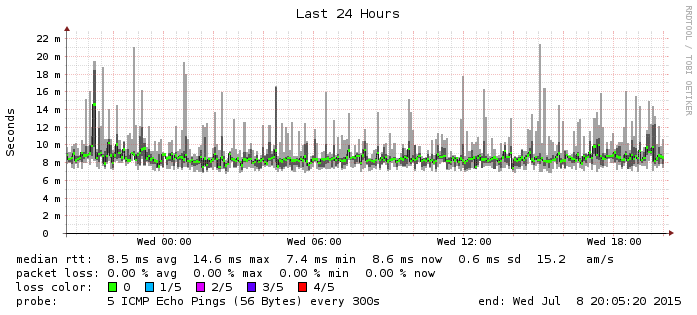 Last 24 Hours
RRDTOOL / TOBI OETIKER
Seconds
22 m
20 m
18 m
16 m
14 m
12 m
10 m
8 m
6 m
4 m
2 m
0
Wed 00:00 Wed 06:00 Wed 12:00 Wed 18:00
median rtt: 8.5 ms avg 14.6 ms max 7.4 ms min 8.6 ms now 0.6 ms sd 15.2 am/s
packet loss: 0.00 % avg 0.00 % max 0.00 % min 0.00 % now
loss color: 0 1/5 2/5 3/5 4/5
probe: 5 ICMP Echo Pings (56 Bytes) every 300s end: Wed Jul 8 20:05:20 2015